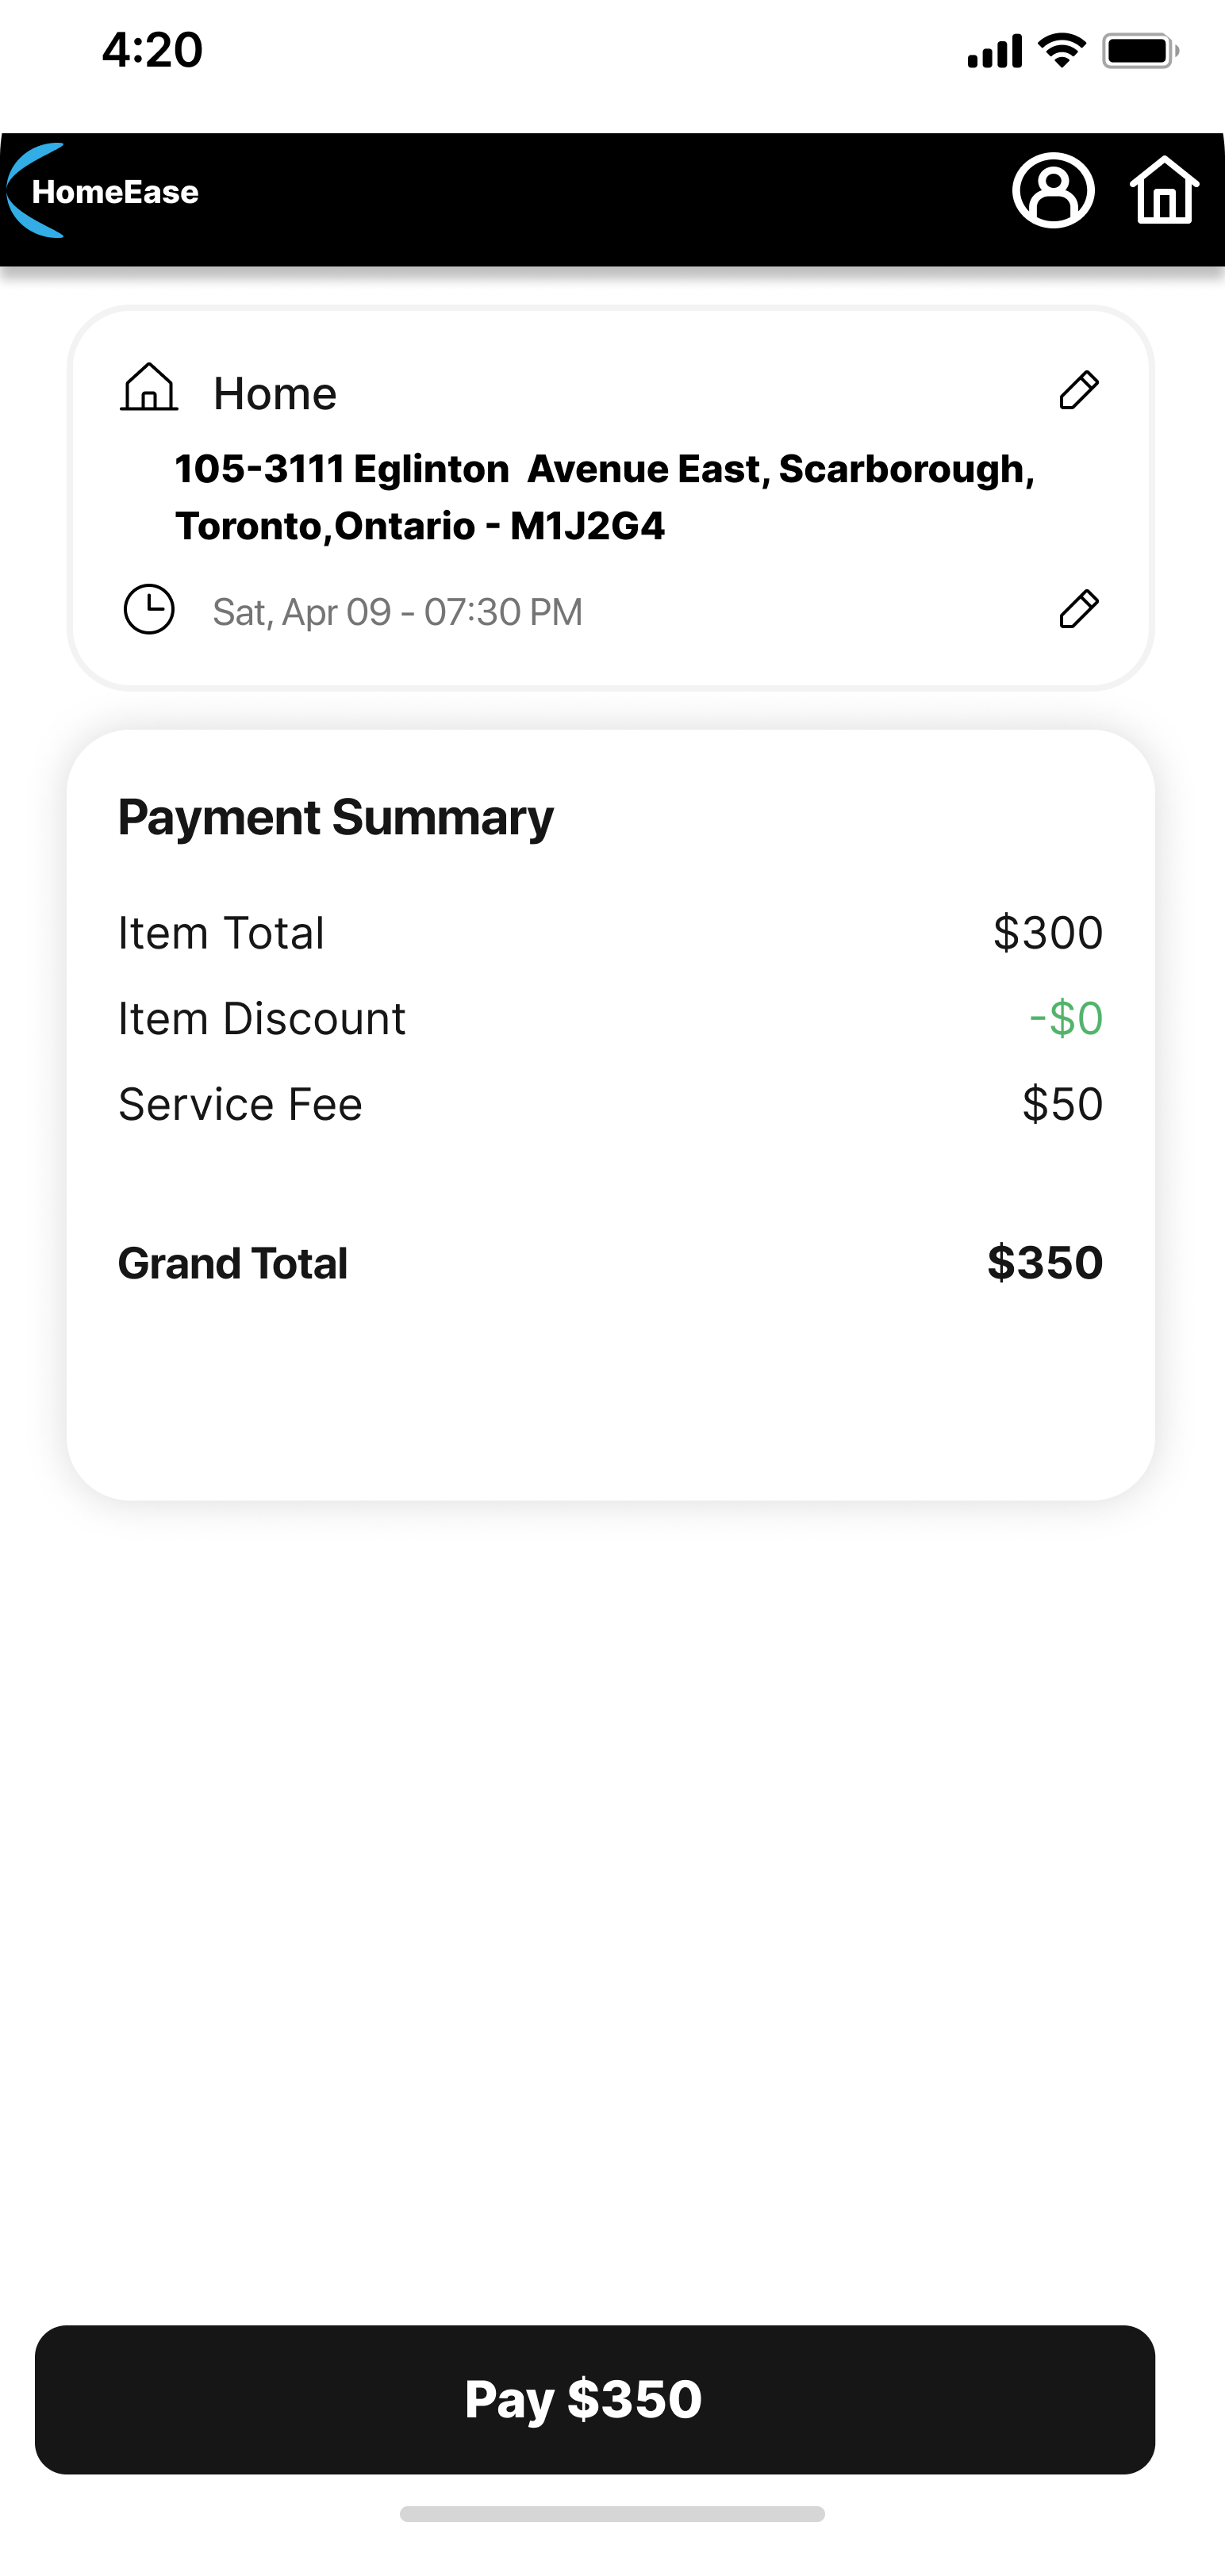 4:20
HomeEase
Home
105-3111 Eglinton  Avenue East, Scarborough,
Toronto,Ontario - M1J2G4
Sat, Apr 09 - 07:30 PM
Payment Summary
Item Total $300
Item Discount -$0
Service Fee $50
Grand Total $350
Pay $350